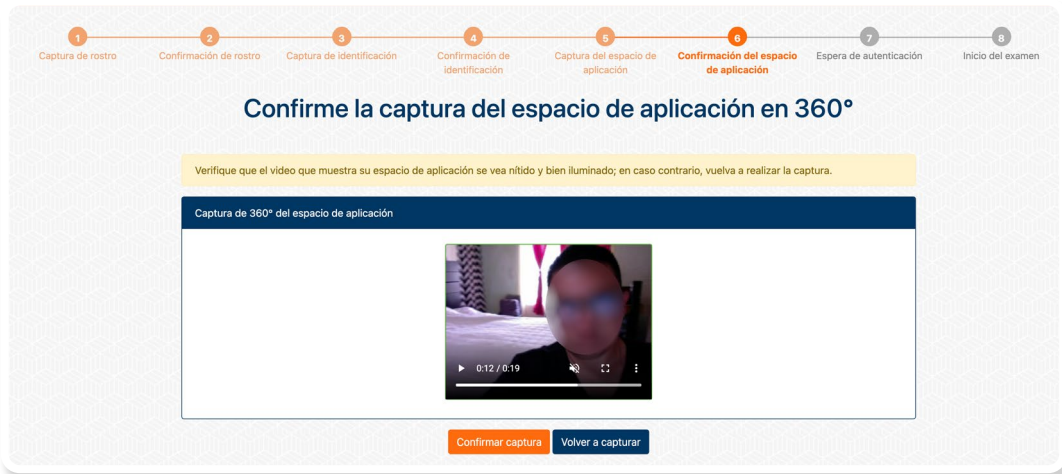 1
Captura de rostro
2
Confirmación de rostro
3
Captura de identificación
4
Confirmación de
identificación
5
Captura del espacio de
aplicación
6
Confirmación del espacio
de aplicación
7
Espera de autenticación
8
Inicio del examen
Confirme la captura del espacio de aplicación en 360°
Verifique que el video que muestra su espacio de aplicación se vea nítido y bien iluminado; en caso contrario, vuelva a realizar la captura.
Captura de 360° del espacio de aplicación
0:12 / 0:19
Confirmar captura
Volver a capturar